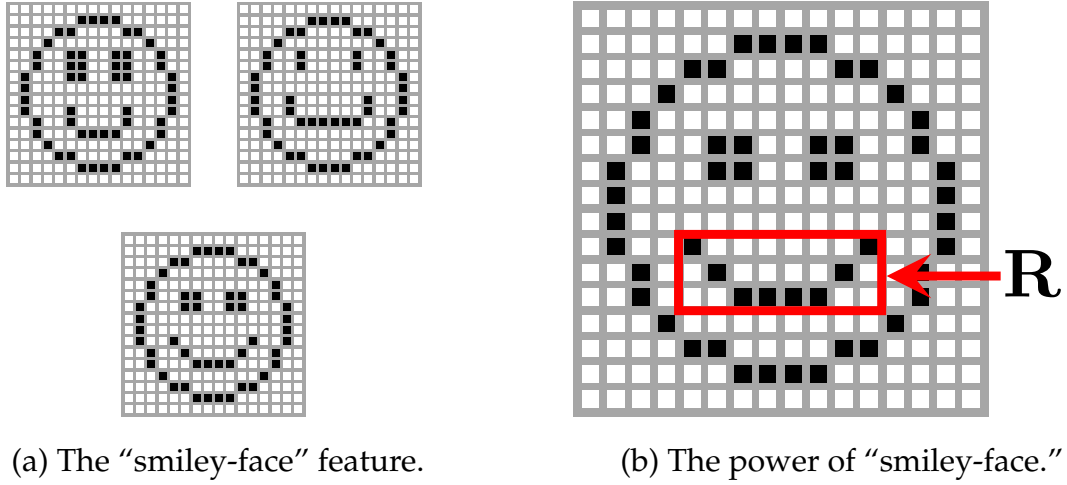 R
(a) The “smiley-face” feature.
(b) The power of “smiley-face.”